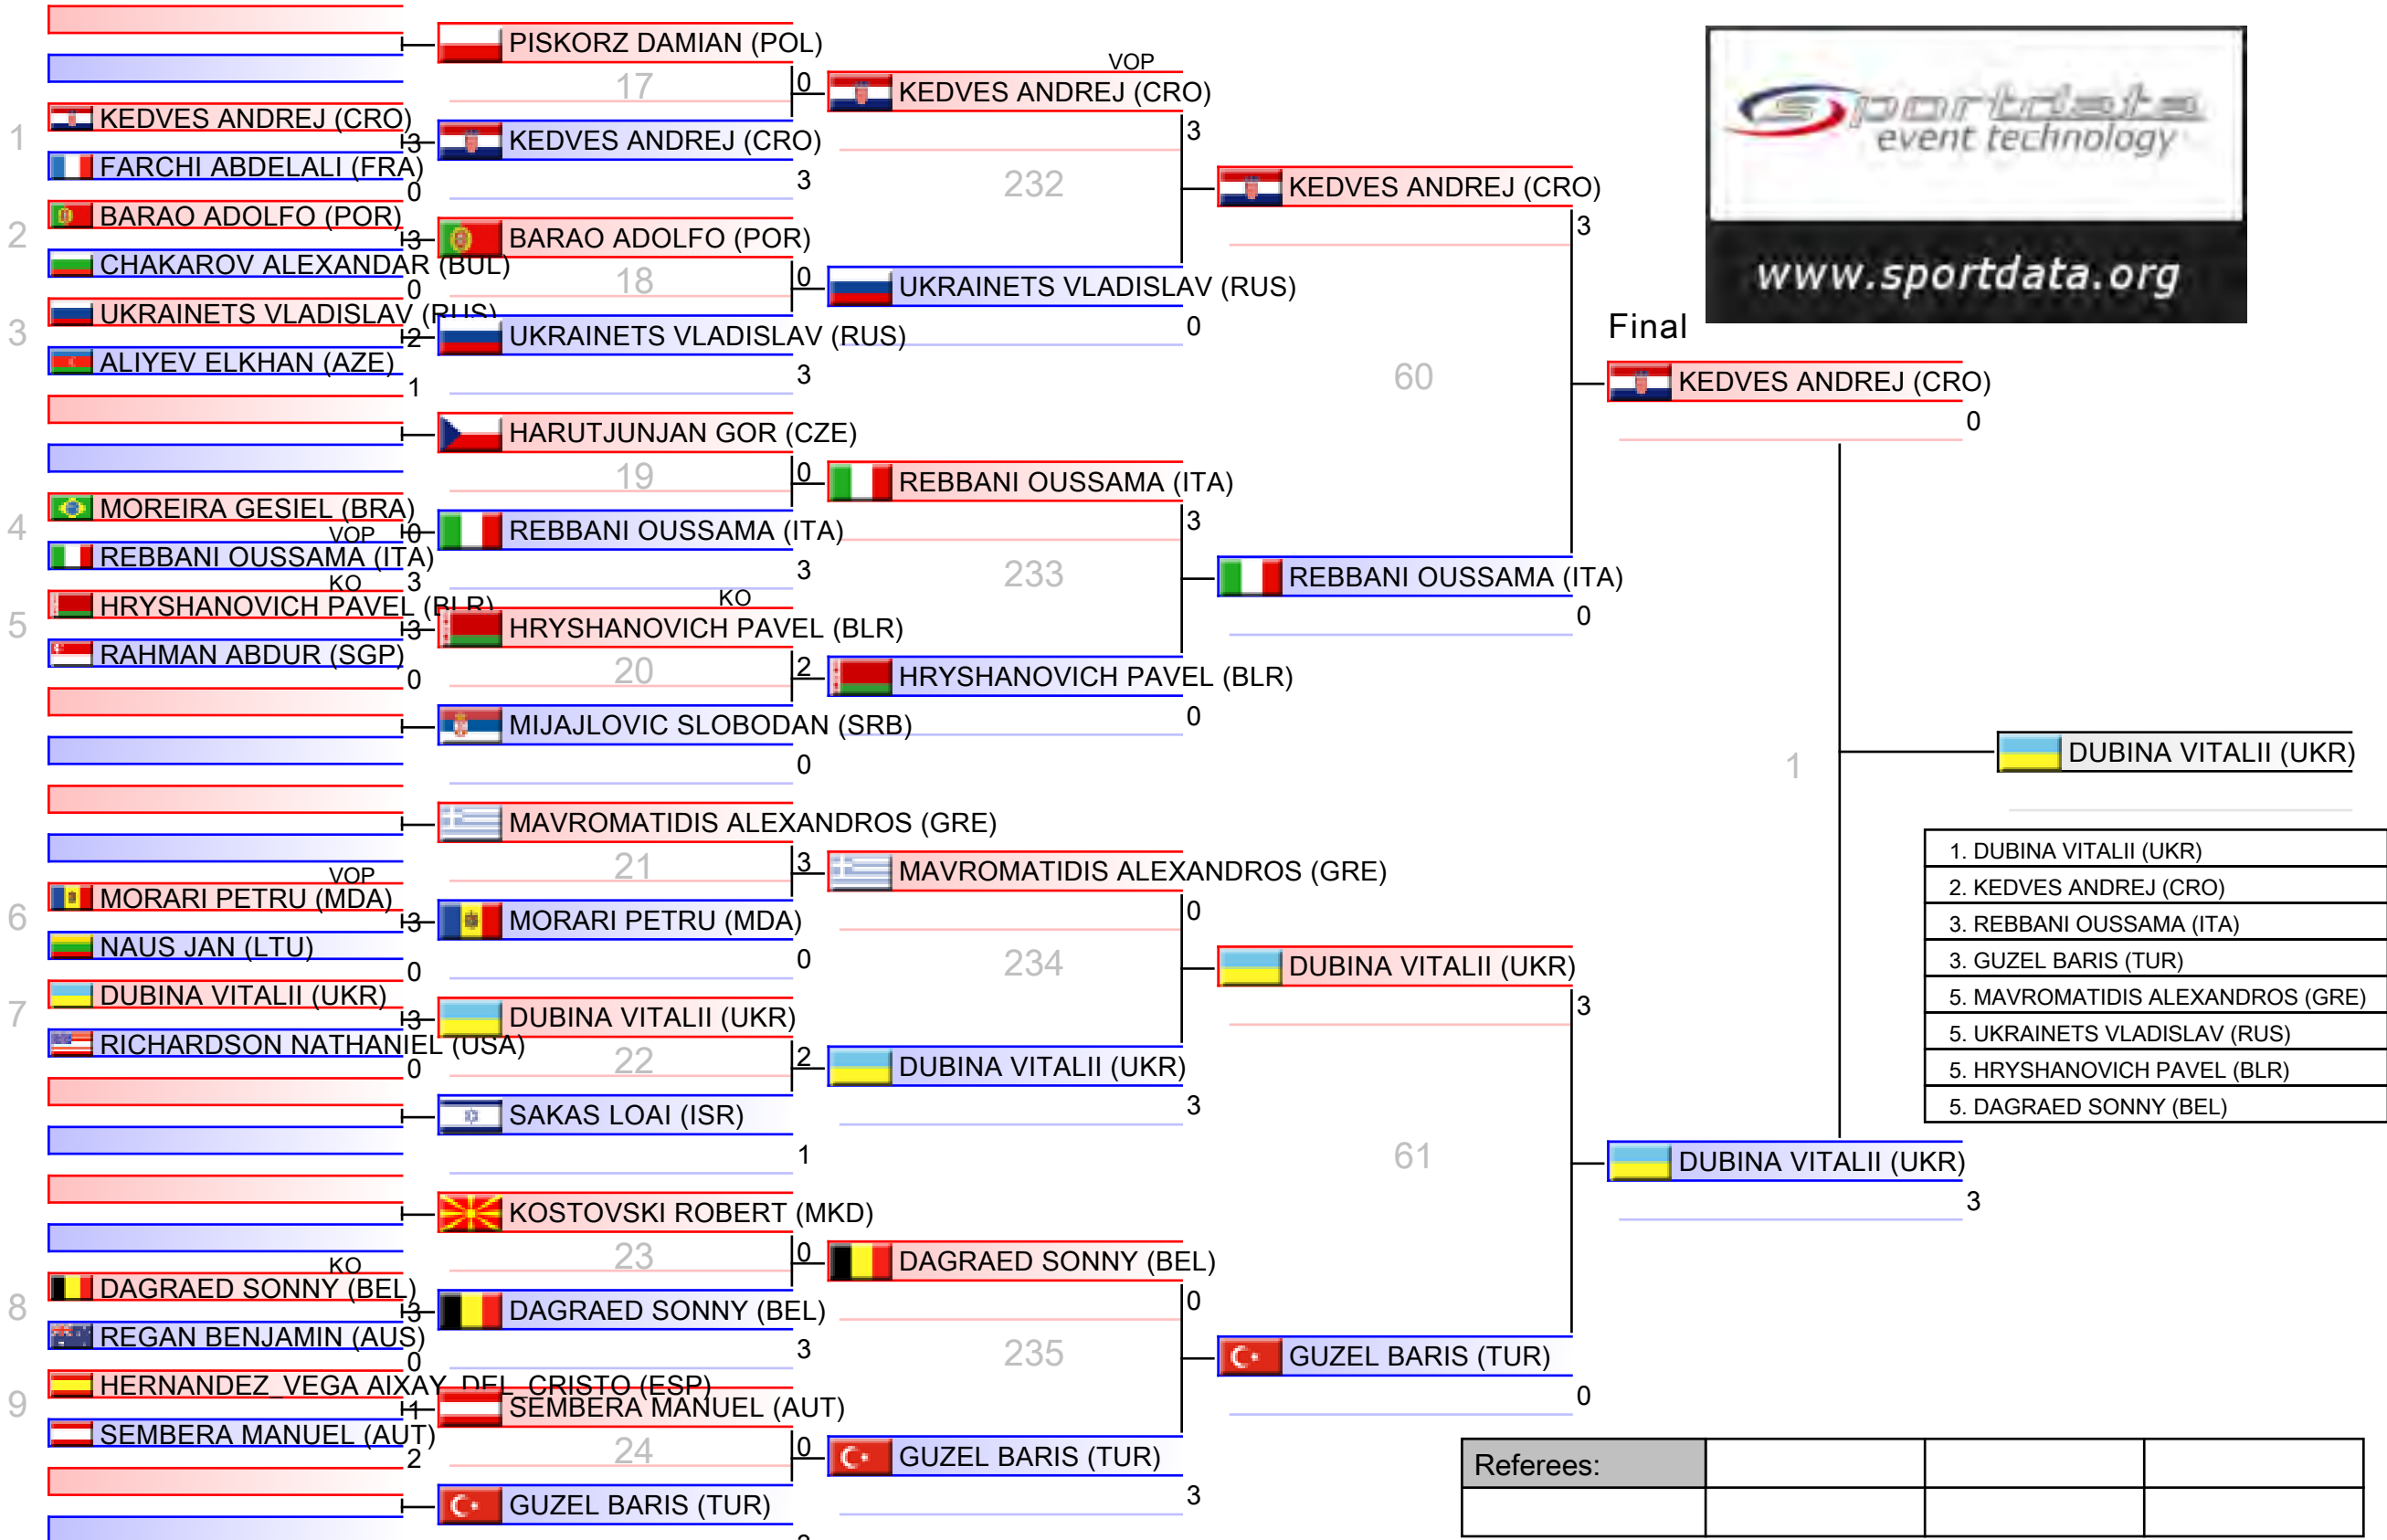 PISKORZ DAMIAN (POL)
17
0
VOP
KEDVES ANDREJ (CRO)
3
1
KEDVES ANDREJ (CRO)
3
FARCHI ABDELALI (FRA)
0
KEDVES ANDREJ (CRO)
3
232
KEDVES ANDREJ (CRO)
3
2
BARAO ADOLFO (POR)
3
CHAKAROV ALEXANDAR (BUL)
0
BARAO ADOLFO (POR)
18
0
UKRAINETS VLADISLAV (RUS)
0
3
UKRAINETS VLADISLAV (RUS)
2
ALIYEV ELKHAN (AZE)
1
UKRAINETS VLADISLAV (RUS)
3
60
Final
KEDVES ANDREJ (CRO)
0
HARUTJUNJAN GOR (CZE)
19
0
REBBANI OUSSAMA (ITA)
3
4
MOREIRA GESIEL (BRA)
0
VOP
REBBANI OUSSAMA (ITA)
3
REBBANI OUSSAMA (ITA)
3
233
REBBANI OUSSAMA (ITA)
0
5
KO
HRYSHANOVICH PAVEL (BLR)
3
RAHMAN ABDUR (SGP)
0
KO
HRYSHANOVICH PAVEL (BLR)
20
2
HRYSHANOVICH PAVEL (BLR)
0
MIJAJLOVIC SLOBODAN (SRB)
0
1
DUBINA VITALII (UKR)
MAVROMATIDIS ALEXANDROS (GRE)
21
3
MAVROMATIDIS ALEXANDROS (GRE)
0
6
VOP
MORARI PETRU (MDA)
3
NAUS JAN (LTU)
0
MORARI PETRU (MDA)
0
234
DUBINA VITALII (UKR)
3
7
DUBINA VITALII (UKR)
3
RICHARDSON NATHANIEL (USA)
0
DUBINA VITALII (UKR)
22
2
DUBINA VITALII (UKR)
3
SAKAS LOAI (ISR)
1
61
DUBINA VITALII (UKR)
3
KOSTOVSKI ROBERT (MKD)
23
0
DAGRAED SONNY (BEL)
0
8
KO
DAGRAED SONNY (BEL)
3
REGAN BENJAMIN (AUS)
0
DAGRAED SONNY (BEL)
3
235
GUZEL BARIS (TUR)
0
9
HERNANDEZ_VEGA AIXAY_DEL_CRISTO (ESP)
1
SEMBERA MANUEL (AUT)
2
SEMBERA MANUEL (AUT)
24
0
GUZEL BARIS (TUR)
3
GUZEL BARIS (TUR)
sportdata
event technology
www.sportdata.org
1. DUBINA VITALII (UKR)
2. KEDVES ANDREJ (CRO)
3. REBBANI OUSSAMA (ITA)
3. GUZEL BARIS (TUR)
5. MAVROMATIDIS ALEXANDROS (GRE)
5. UKRAINETS VLADISLAV (RUS)
5. HRYSHANOVICH PAVEL (BLR)
5. DAGRAED SONNY (BEL)
Referees: